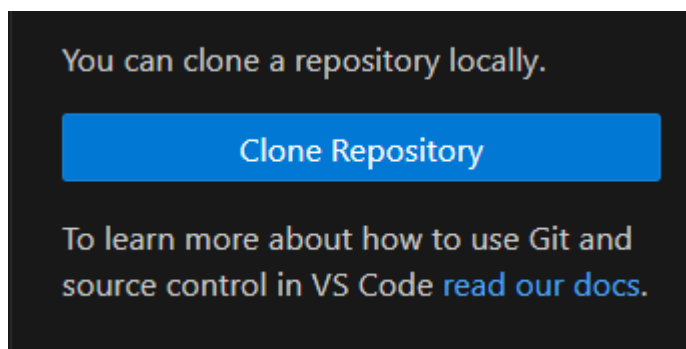 You can clone a repository locally.
Clone Repository
To learn more about how to use Git and
source control in VS Code read our docs.